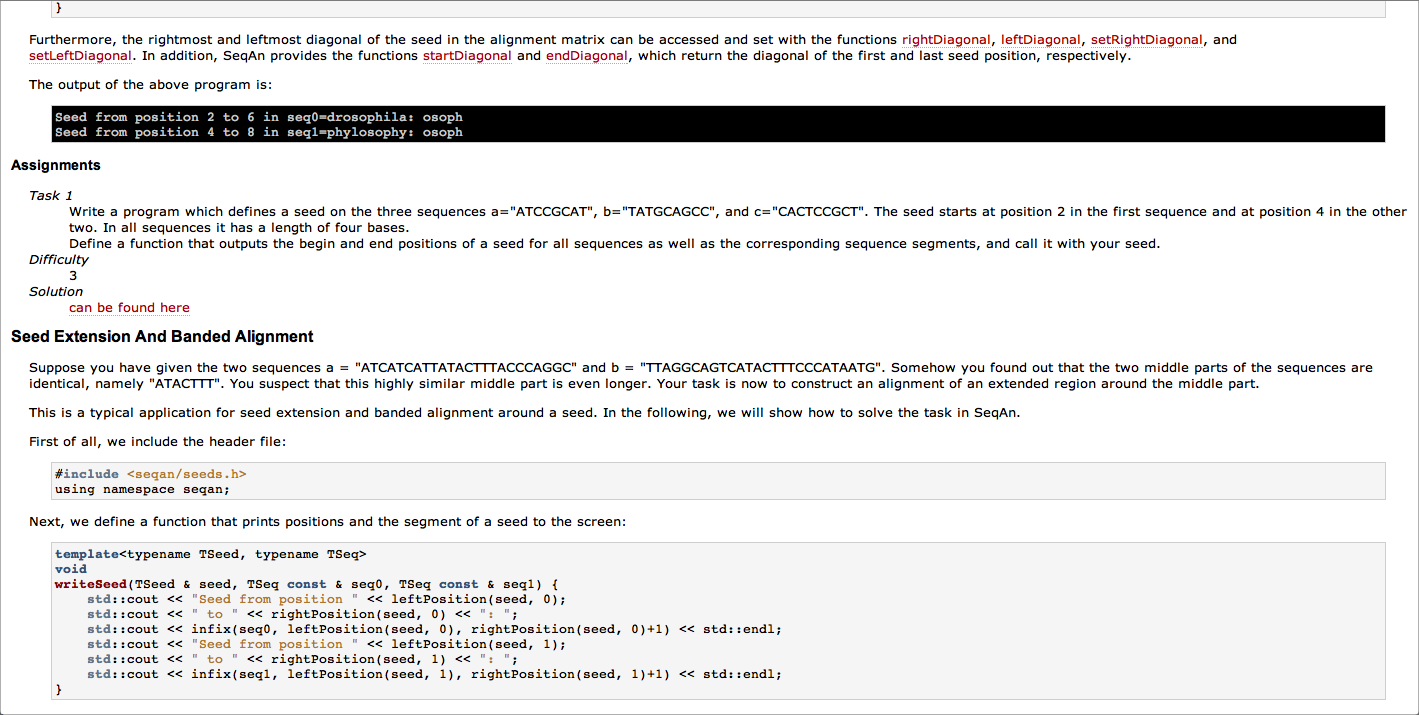 }
Furthermore, the rightmost and leftmost diagonal of the seed in the alignment matrix can be accessed and set with the functions rightDiagonal, leftDiagonal, setRightDiagonal, and
setLeftDiagonal. In addition, SeqAn provides the functions startDiagonal and endDiagonal, which return the diagonal of the first and last seed position, respectively.
The output of the above program is:
Seed from position 2 to 6 in seq0=drosophila: osoph
Seed from position 4 to 8 in seq1=phylosophy: osoph
Assignments
Task 1
Write a program which defines a seed on the three sequences a="ATCCGCAT", b="TATGCAGCC", and c="CACTCCGCT". The seed starts at position 2 in the first sequence and at position 4 in the other
two. In all sequences it has a length of four bases.
Define a function that outputs the begin and end positions of a seed for all sequences as well as the corresponding sequence segments, and call it with your seed.
Difficulty
3
Solution
can be found here
Seed Extension And Banded Alignment
Suppose you have given the two sequences a = "ATCATCATTATACTTTACCCAGGC" and b = "TTAGGCAGTCATACTTTCCCATAATG". Somehow you found out that the two middle parts of the sequences are
identical, namely "ATACTTT". You suspect that this highly similar middle part is even longer. Your task is now to construct an alignment of an extended region around the middle part.
This is a typical application for seed extension and banded alignment around a seed. In the following, we will show how to solve the task in SeqAn.
First of all, we include the header file:
#include <seqan/seeds.h>
using namespace seqan;
Next, we define a function that prints positions and the segment of a seed to the screen:
template<typename TSeed, typename TSeq>
void
writeSeed(TSeed & seed, TSeq const & seq0, TSeq const & seq1) {
    std::cout << "Seed from position " << leftPosition(seed, 0);
    std::cout << " to " << rightPosition(seed, 0) << ": ";
    std::cout << infix(seq0, leftPosition(seed, 0), rightPosition(seed, 0)+1) << std::endl;
    std::cout << "Seed from position " << leftPosition(seed, 1);
    std::cout << " to " << rightPosition(seed, 1) << ": ";
    std::cout << infix(seq1, leftPosition(seed, 1), rightPosition(seed, 1)+1) << std::endl;
}